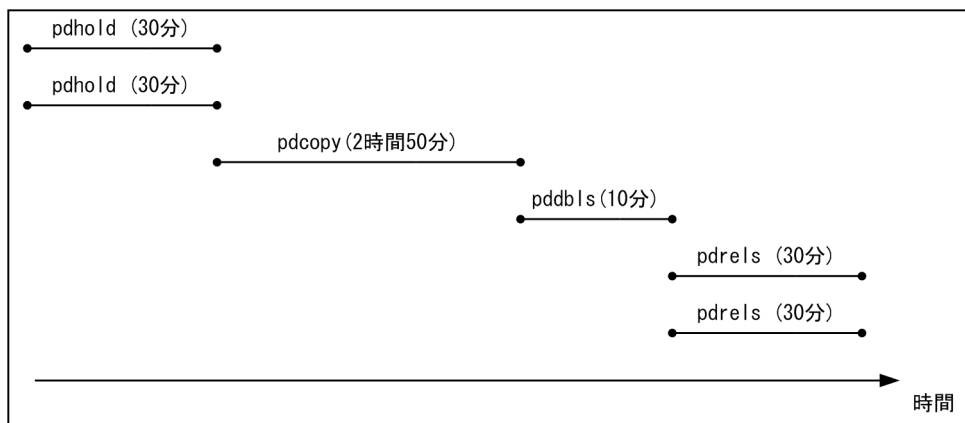 pdhold (30分)
pdhold (30分)
pdcopy(2時間50分)
pddbls(10分)
pdrels (30分)
pdrels (30分)
時間